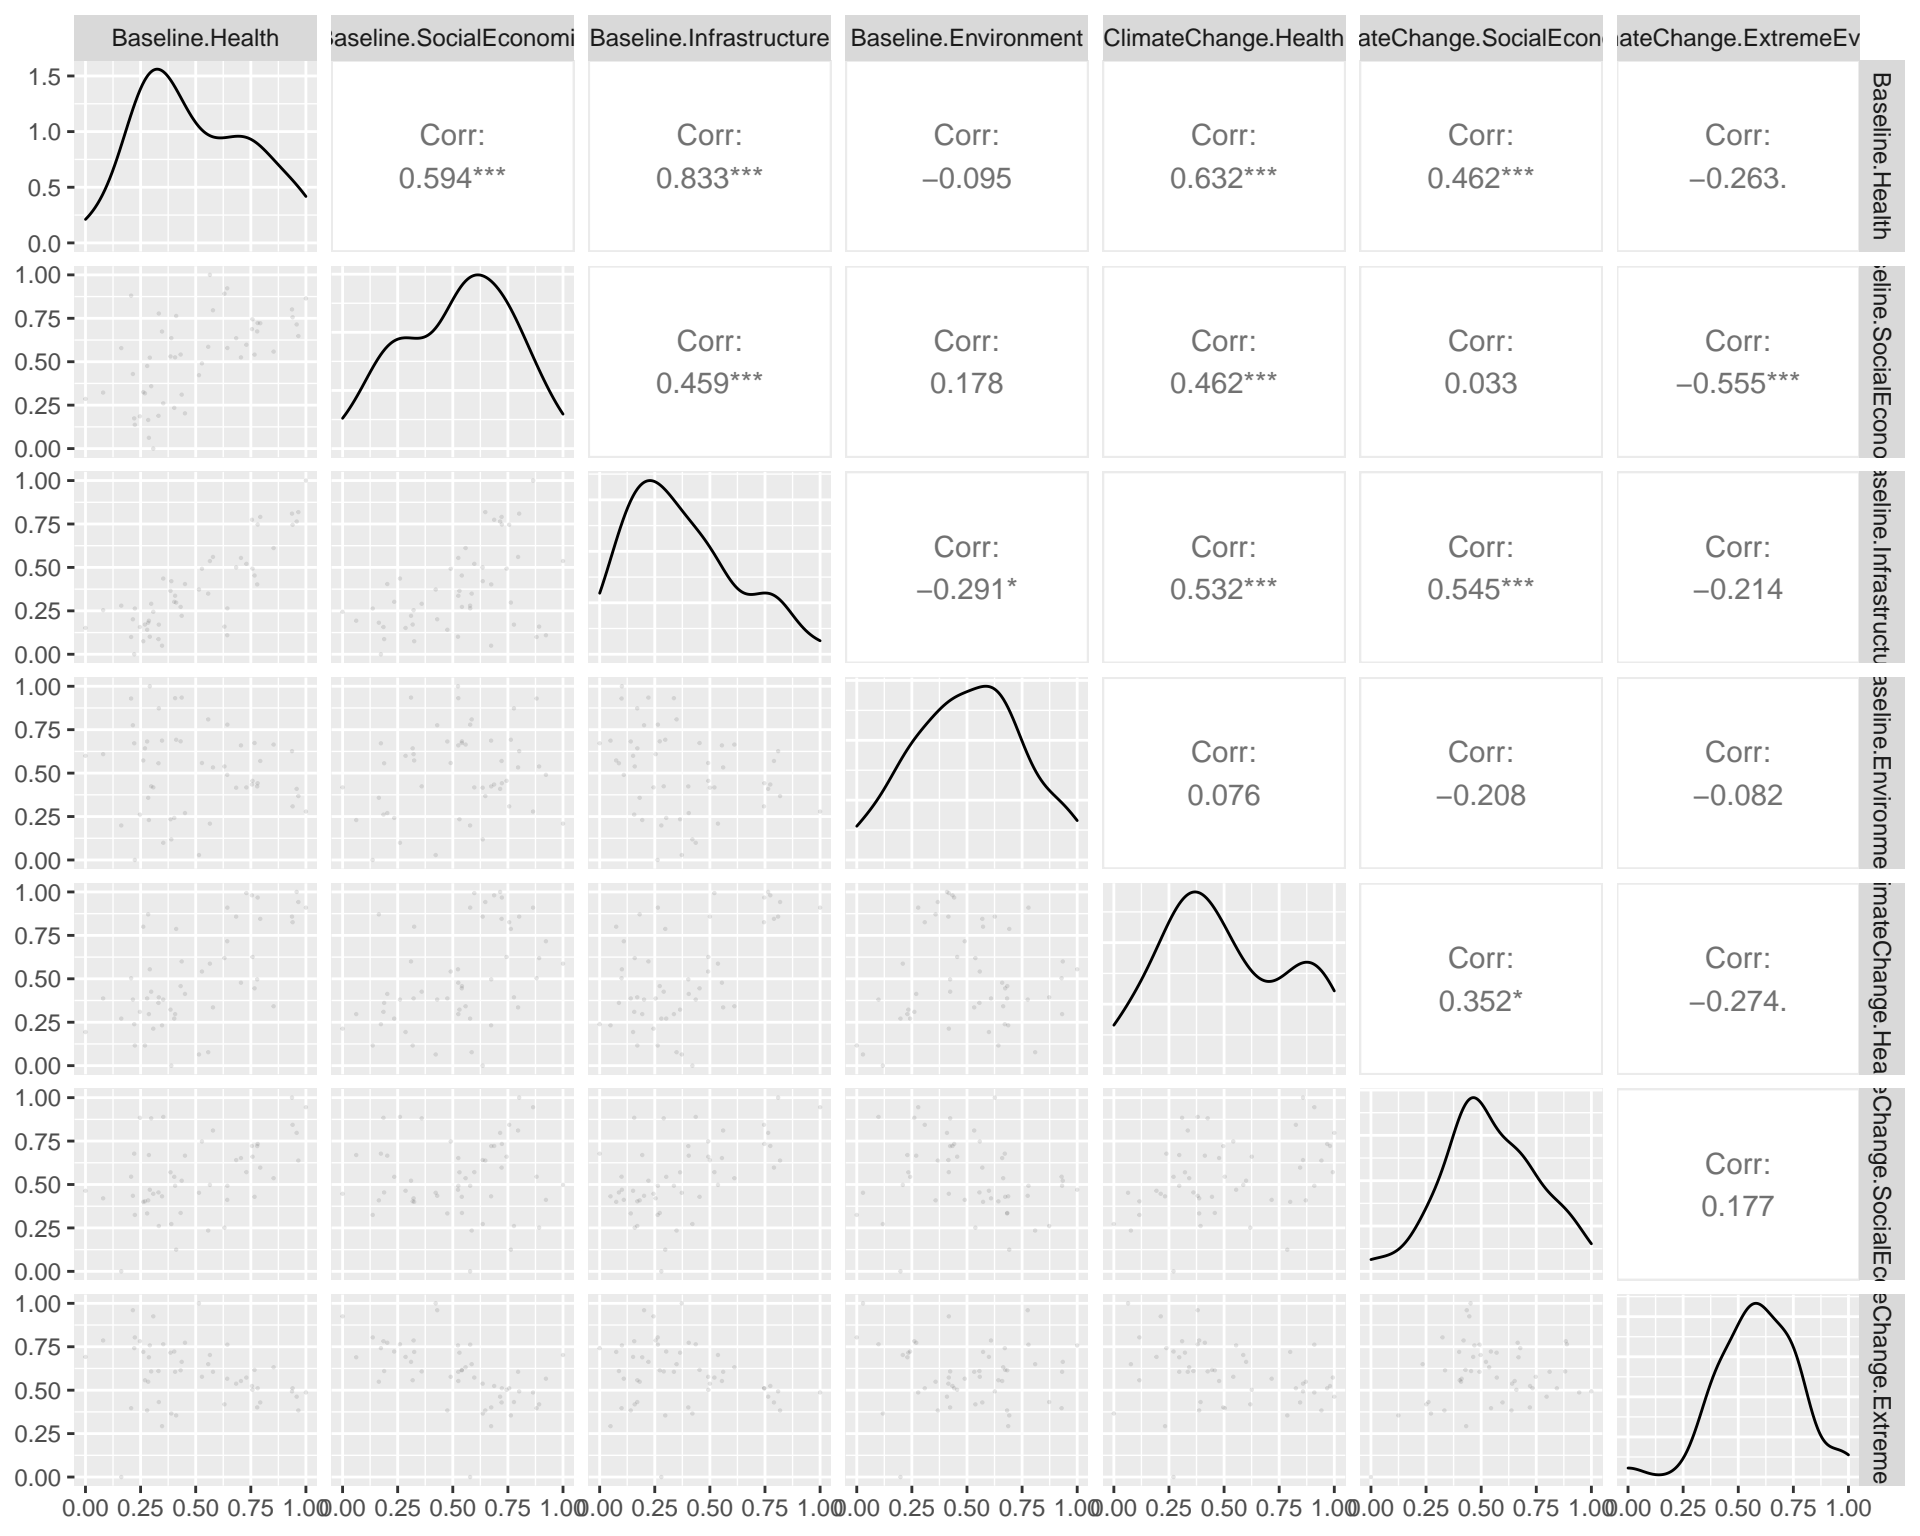 Baseline.Health Baseline.SocialEconomi Baseline.Infrastructure Baseline.Environment ClimateChange.Health ateChange.SocialEcon ateChange.ExtremeEv
1.5
1.0
0.5
0.0
Corr: Corr: Corr: Corr: Corr: Corr:
0.594*** 0.833*** −0.095 0.632*** 0.462*** −0.263.
Baseline.Health
1.00
0.75
0.50
0.25
0.00
Corr: Corr: Corr: Corr: Corr:
0.459*** 0.178 0.462*** 0.033 −0.555***
eline.SocialEcono
1.00
0.75
0.50
0.25
0.00
Corr: Corr: Corr: Corr:
−0.291* 0.532*** 0.545*** −0.214
aseline.Infrastructu
1.00
0.75
0.50
0.25
0.00
Corr: Corr: Corr:
0.076 −0.208 −0.082
aseline.Environme
1.00
0.75
0.50
0.25
0.00
Corr: Corr:
0.352* −0.274.
imateChange.Hea
1.00
0.75
0.50
0.25
0.00
Corr:
0.177
eChange.SocialEco
1.00
0.75
0.50
0.25
0.00
eChange.Extreme
0.00 0.25 0.50 0.75 1.00 0.00 0.25 0.50 0.75 1.00 0.00 0.25 0.50 0.75 1.00 0.00 0.25 0.50 0.75 1.00 0.00 0.25 0.50 0.75 1.00 0.00 0.25 0.50 0.75 1.00 0.00 0.25 0.50 0.75 1.00